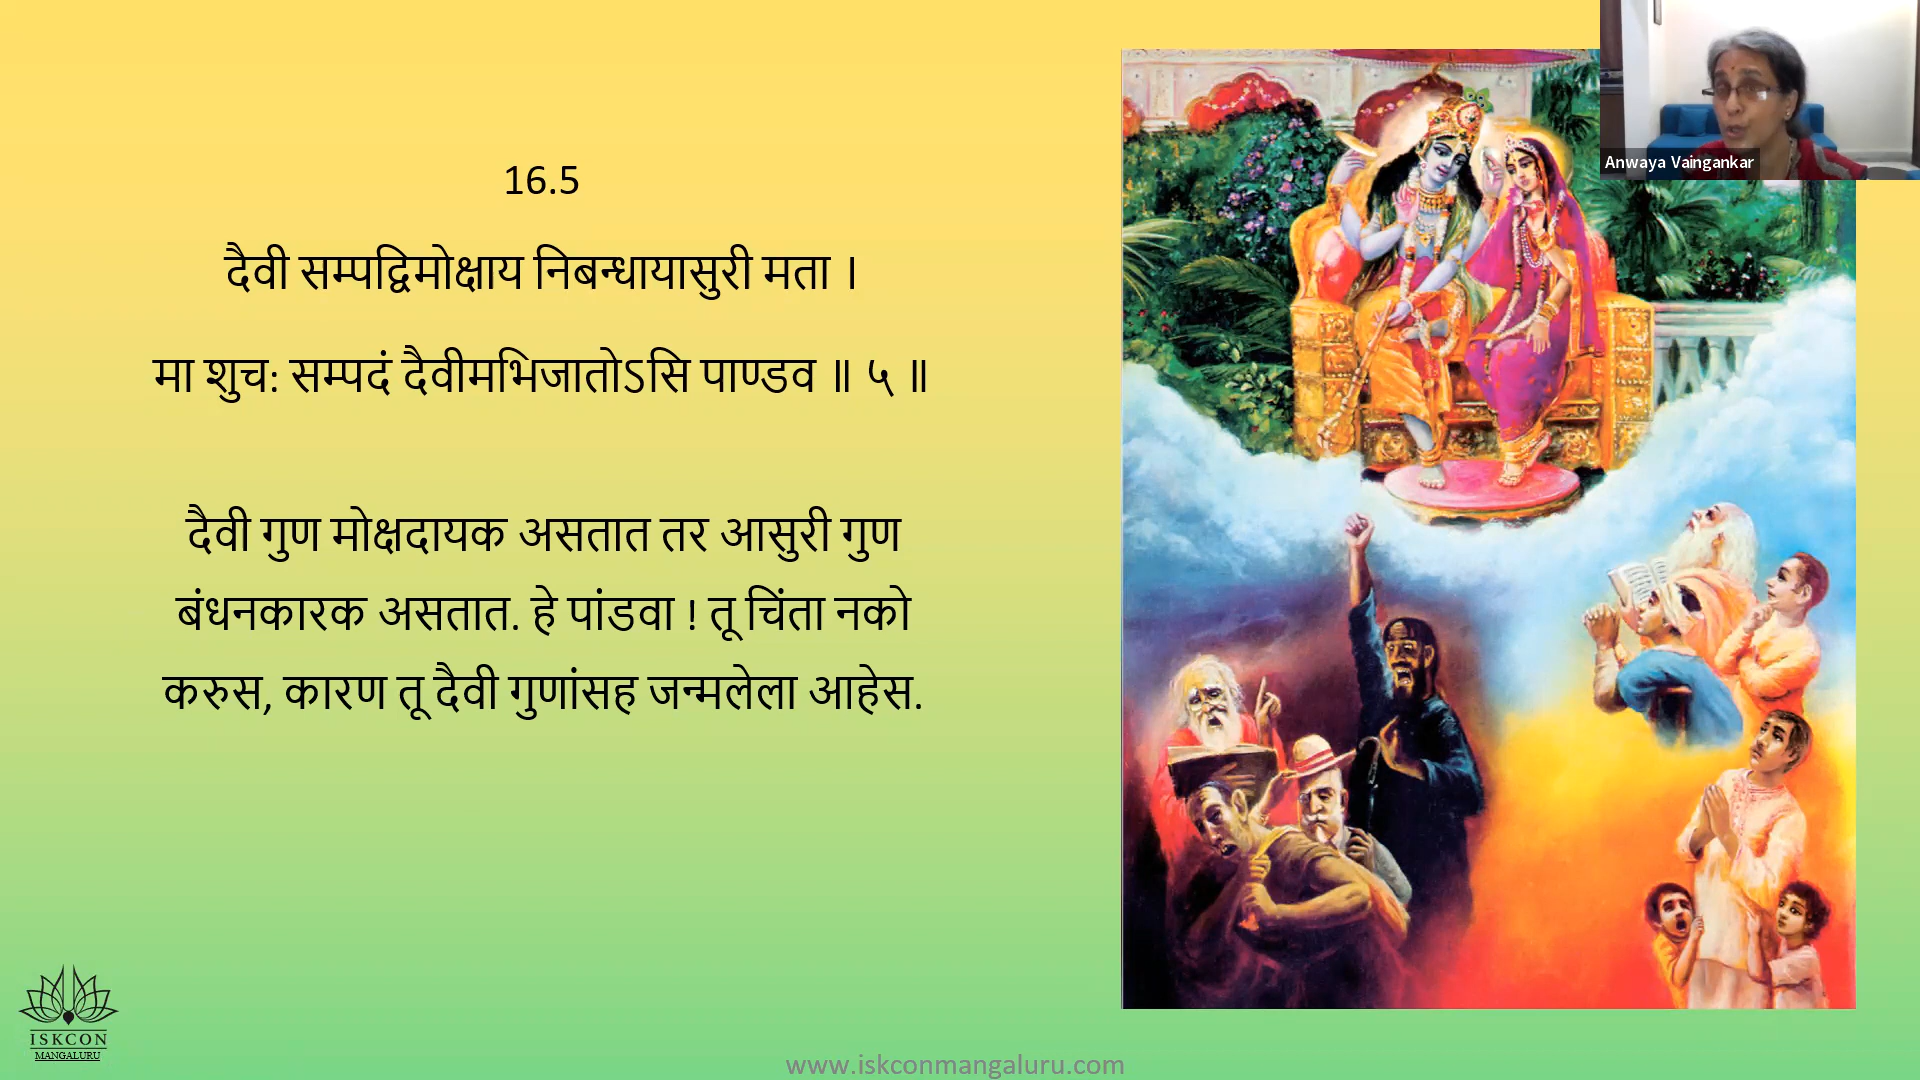 16.5
दैवी सम्पद्विमोक्षाय निबन्धायासुरी मता ।
मा शुचः सम्पदं दैवीमभिजातोऽसि पाण्डव ॥ ५ ॥
दैवी गुण मोक्षदायक असतात तर आसुरी गुण
बंधनकारक असतात. हे पांडवा ! तू चिंता नको
करुस, कारण तू दैवी गुणांसह जन्मलेला आहेस.
Anwaya Vaingankar
ISKCON
MANGALURU
www.iskconmangaluru.com